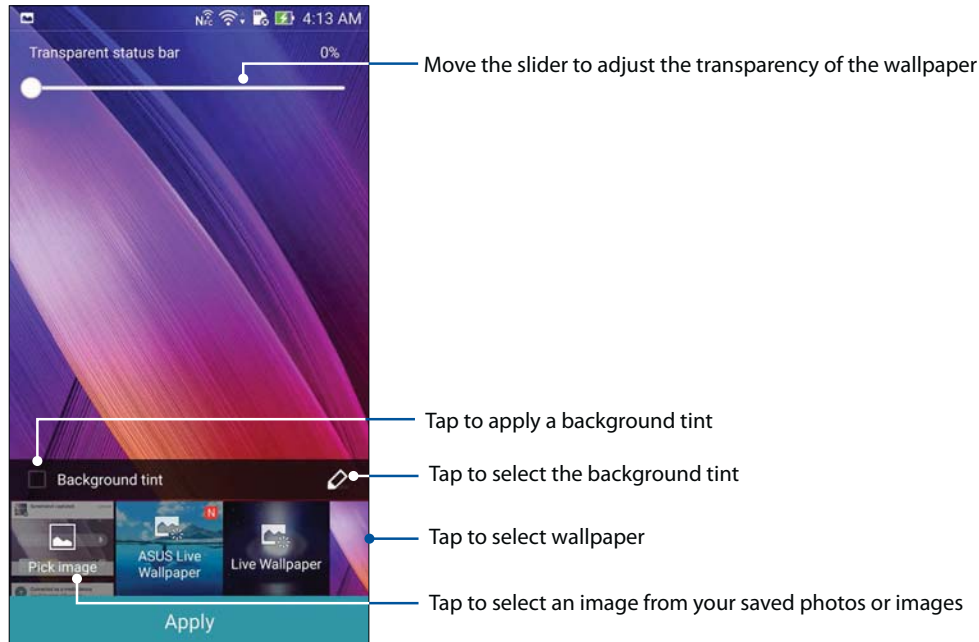 NFC 4:13 AM
Transparent status bar 0%
Move the slider to adjust the transparency of the wallpaper
Tap to apply a background tint
Background tint
Tap to select the background tint
N
Pick image
ASUS Live
Wallpaper
Live Wallpaper
Tap to select wallpaper
Tap to select an image from your saved photos or images
Apply